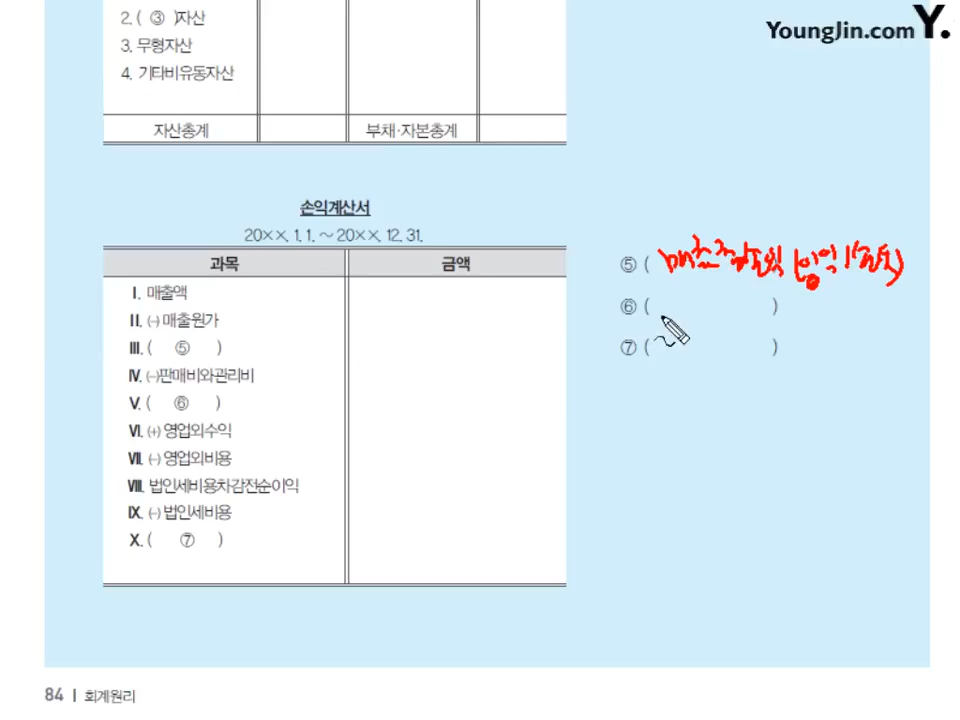 YoungJin.com Y.
2. ( ③ )자산
3. 무형자산
4. 기타비유동자산
자산총계 부채·자본총계
손익계산서
20××. 1. 1. ~ 20××. 12. 31.
과목 금액
Ⅰ. 매출액
Ⅱ. (-) 매출원가
Ⅲ. ( ⑤ )
Ⅳ. (-)판매비와관리비
Ⅴ. ( ⑥ )
Ⅵ. (+) 영업외수익
Ⅶ. (-) 영업외비용
Ⅷ. 법인세비용차감전순이익
Ⅸ. (-) 법인세비용
Ⅹ. ( ⑦ )
⑤ ( 매출총
⑥ ( )
⑦ ( )
84 | 회계원리